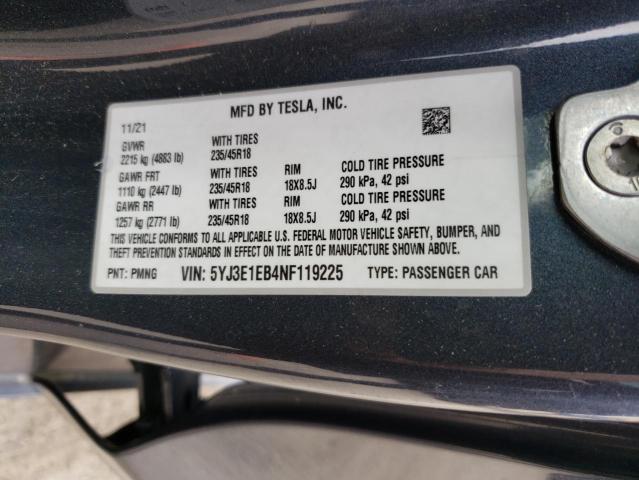 MFD BY TESLA, INC.
11/21
GVWR WITH TIRES
2215 kg (4883 lb) 235/45R18
GAWR FRT WITH TIRES RIM COLD TIRE PRESSURE
1110 kg (2447 lb) 235/45R18 18X8.5J 290 kPa, 42 psi
GAWR RR WITH TIRES RIM COLD TIRE PRESSURE
1257 kg (2771 lb) 235/45R18 18X8.5J 290 kPa, 42 psi
THIS VEHICLE CONFORMS TO ALL APPLICABLE U.S. FEDERAL MOTOR VEHICLE SAFETY, BUMPER, AND
THEFT PREVENTION STANDARDS IN EFFECT ON THE DATE OF MANUFACTURE SHOWN ABOVE.
PNT: PMNG VIN: 5YJ3E1EB4NF119225 TYPE: PASSENGER CAR